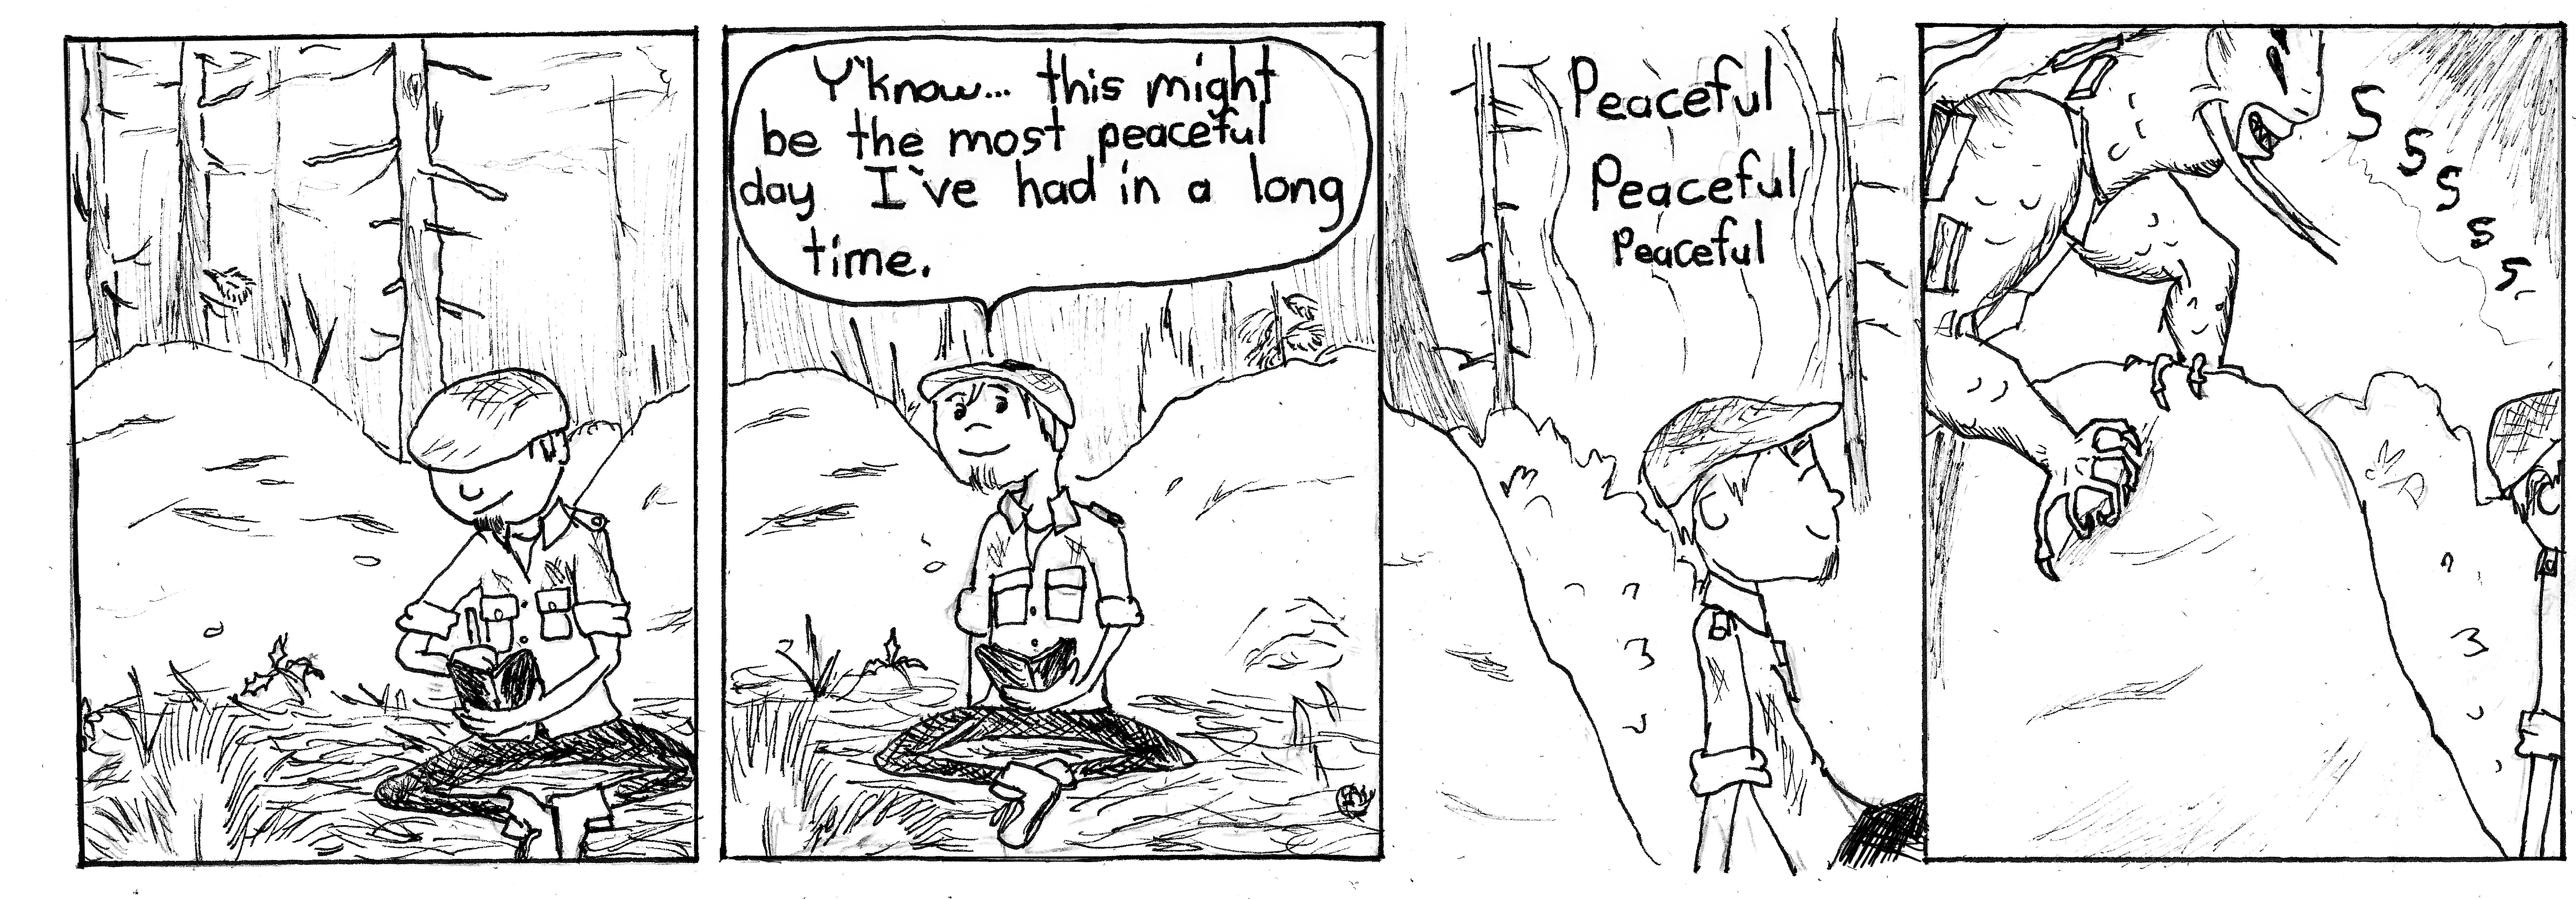 Y'know... this might
be the most peaceful
day I've had in a long
time.
Peaceful
Peaceful
Peaceful
S
S
S
S
S